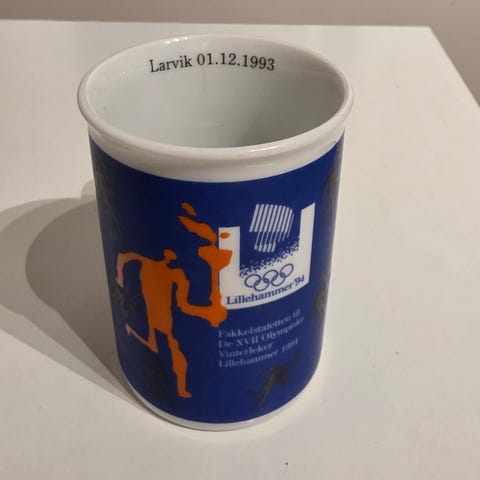 Larvik 01.12.1993
Lillehammer '94
Fakkelstafetten til
De XVII Olympiske
Vinterleker
Lillehammer 1994